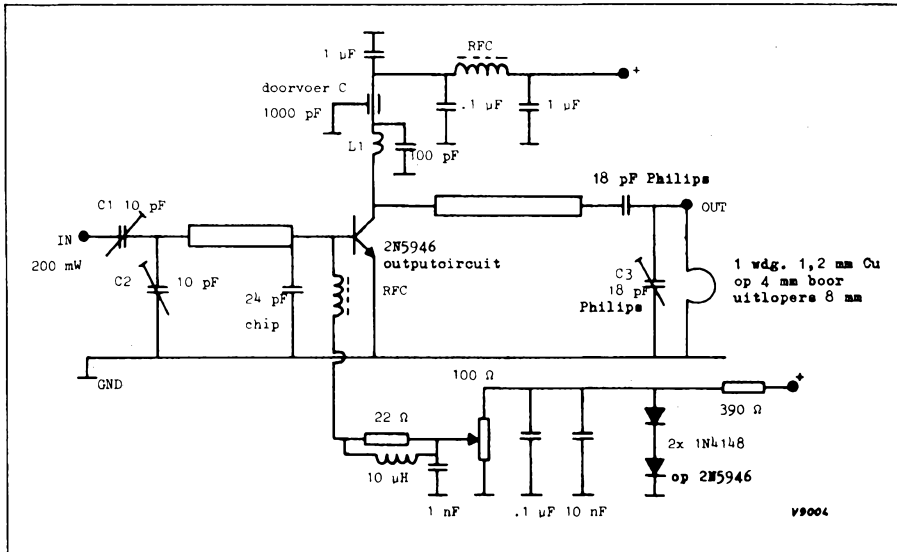 1 µF
RFC
+
doorvoer C
1000 pF
.1 µF
1 µF
L1
100 pF
18 pF Philips
OUT
C1 10 pF
IN
200 mW
2N5946
outputcircuit
C2
10 pF
24 pF
chip
RFC
C3
18 pF
Philips
1 wdg. 1,2 mm Cu
op 4 mm boor
uitlopers 8 mm
GND
100 Ω
+
22 Ω
390 Ω
10 µH
2x 1N4148
op 2N5946
1 nF
.1 µF
10 nF
V9004